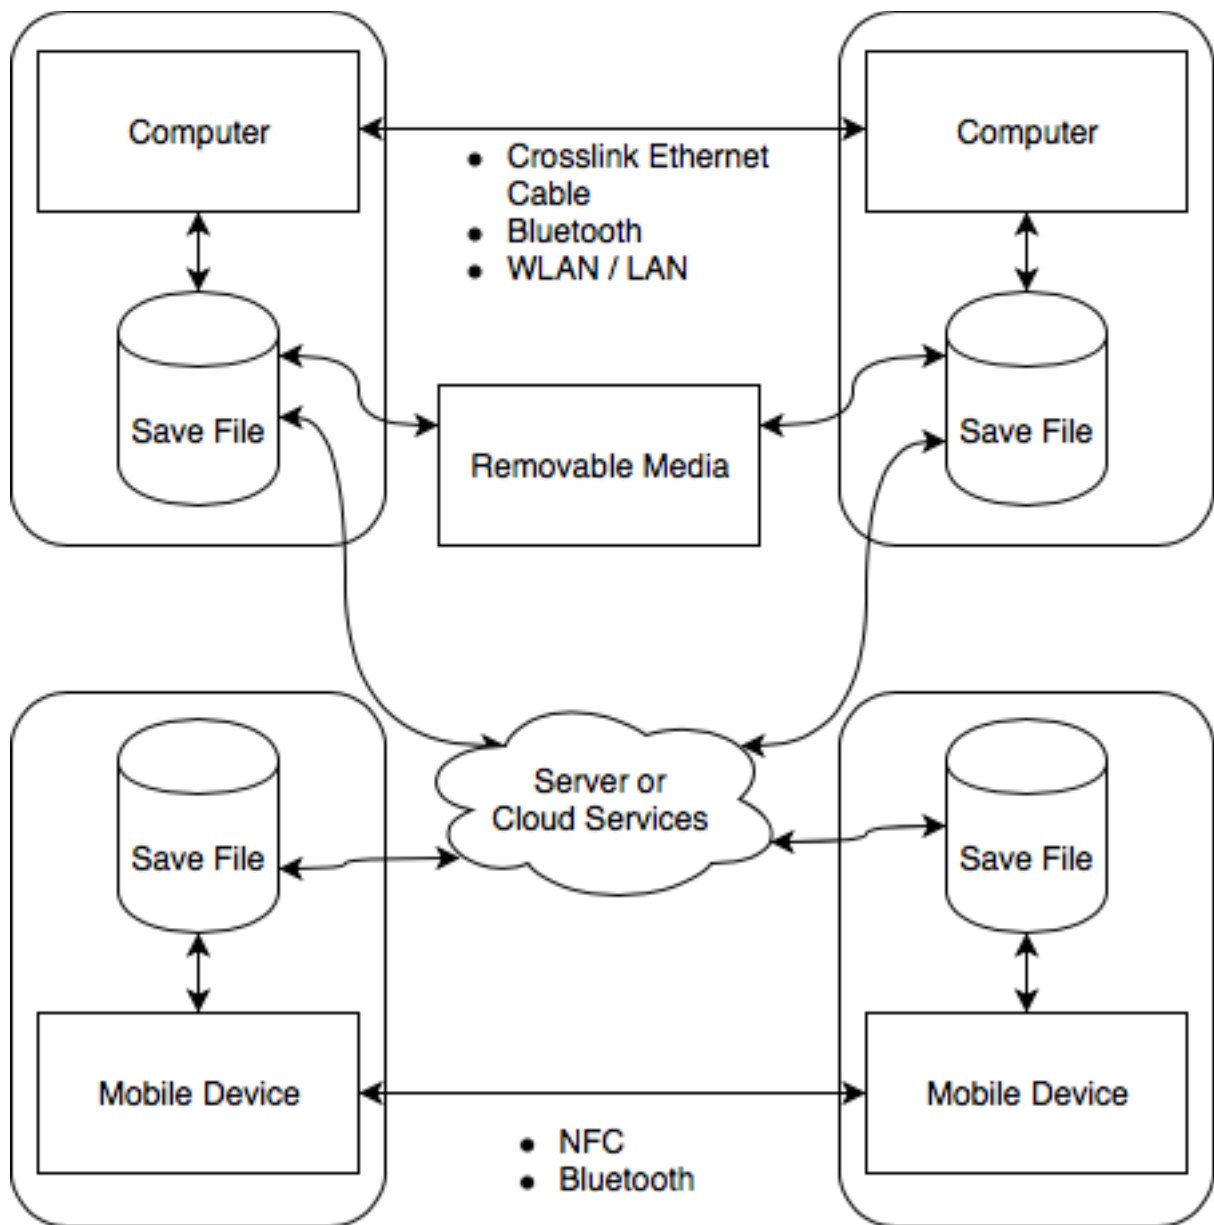 Computer
Computer
● Crosslink Ethernet
Cable
● Bluetooth
● WLAN / LAN
Save File
Removable Media
Save File
Server or
Cloud Services
Save File
Save File
Mobile Device
Mobile Device
● NFC
● Bluetooth